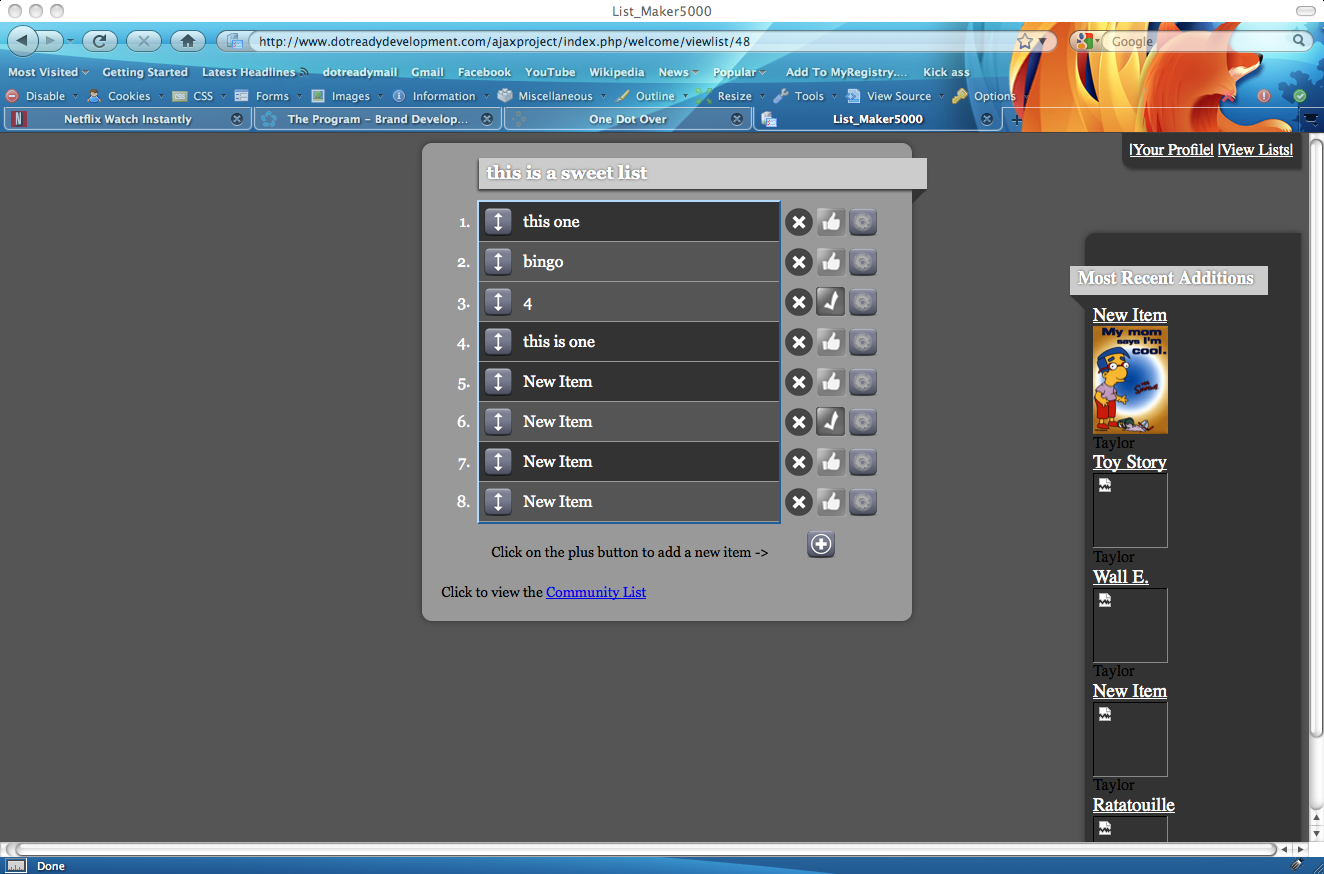 List_Maker5000
http://www.dotreadydevelopment.com/ajaxproject/index.php/welcome/viewlist/48
Google
Most Visited Getting Started Latest Headlines dotreadymail Gmail Facebook YouTube Wikipedia News Popular Add To MyRegistry.... Kick ass
Disable Cookies CSS Forms Images Information Miscellaneous Outline Resize Tools View Source Options
Netflix Watch Instantly The Program – Brand Develop... One Dot Over List_Maker5000
|Your Profile| |View Lists|
this is a sweet list
1. this one
2. bingo
3. 4
4. this is one
5. New Item
6. New Item
7. New Item
8. New Item
Click on the plus button to add a new item ->
Click to view the Community List
Most Recent Additions
New Item
My mom
says I'm
cool.
Taylor
Toy Story
Taylor
Wall E.
Taylor
New Item
Taylor
Ratatouille
Done